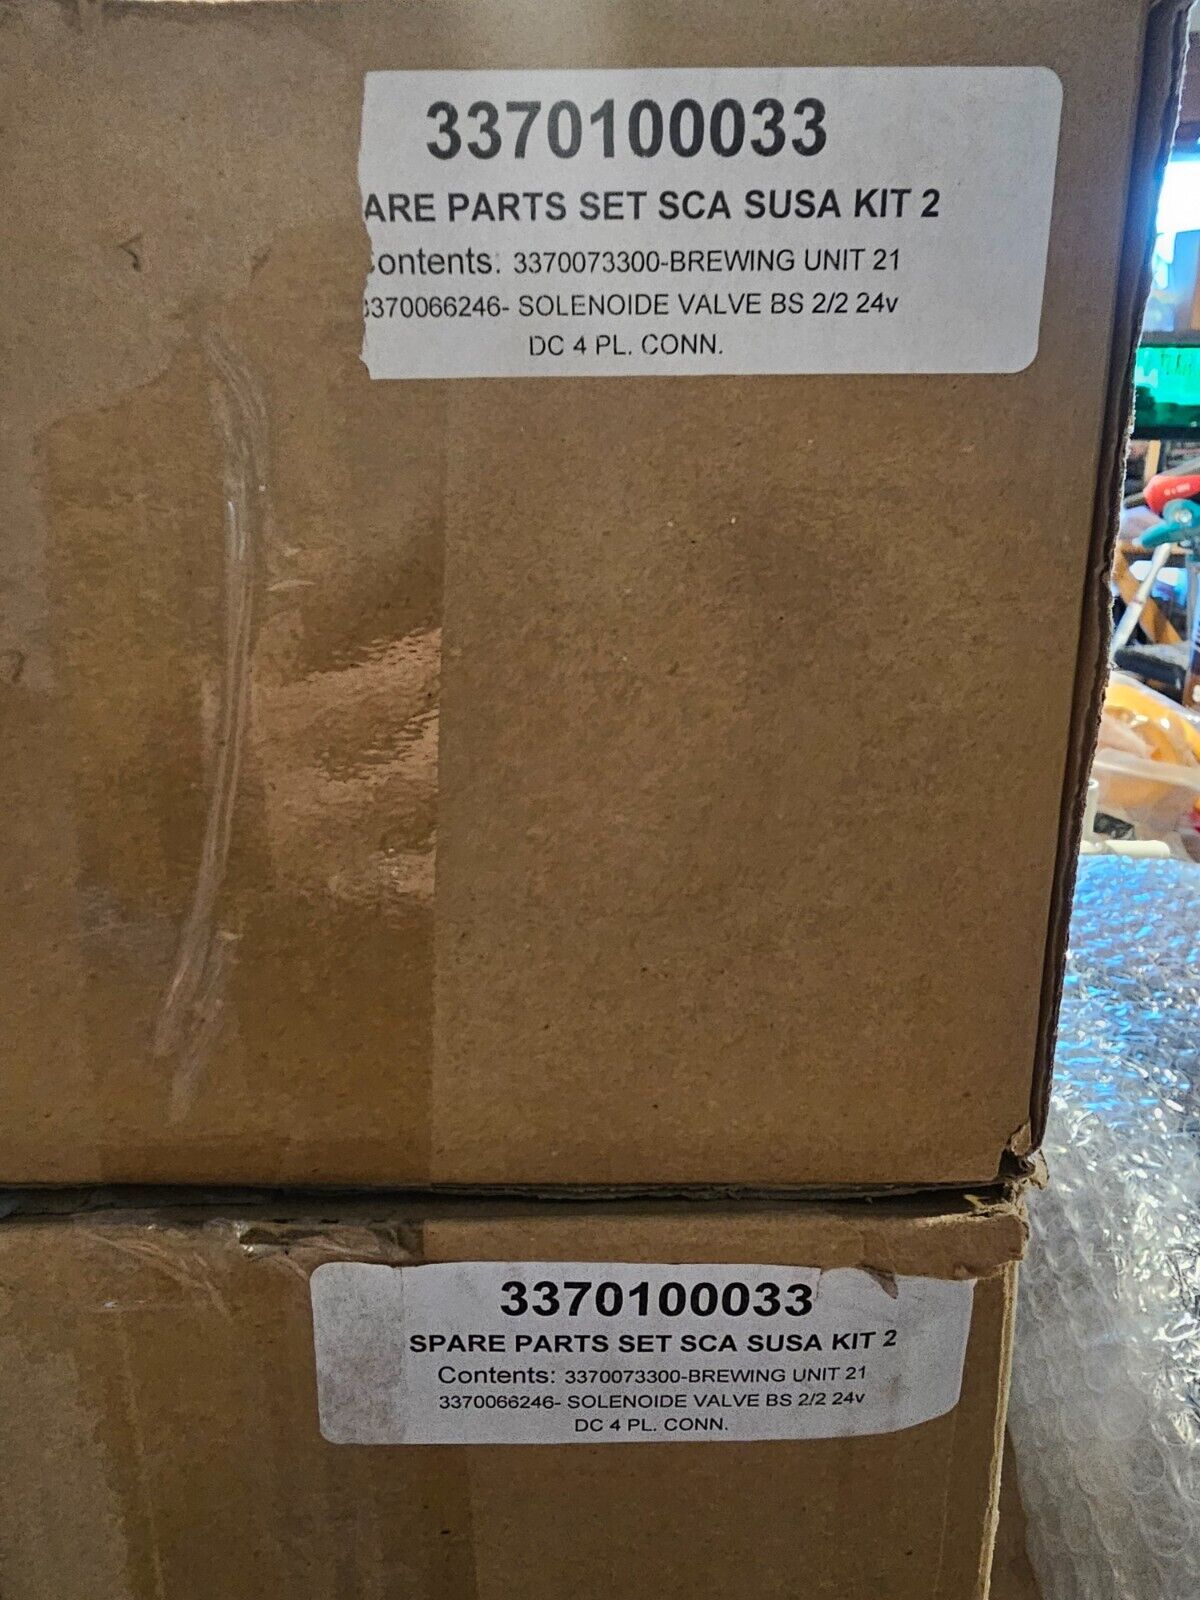 3370100033
ARE PARTS SET SCA SUSA KIT 2
ontents: 3370073300-BREWING UNIT 21
3370066246- SOLENOIDE VALVE BS 2/2 24v
DC 4 PL. CONN.
3370100033
SPARE PARTS SET SCA SUSA KIT 2
Contents: 3370073300-BREWING UNIT 21
3370066246- SOLENOIDE VALVE BS 2/2 24v
DC 4 PL. CONN.